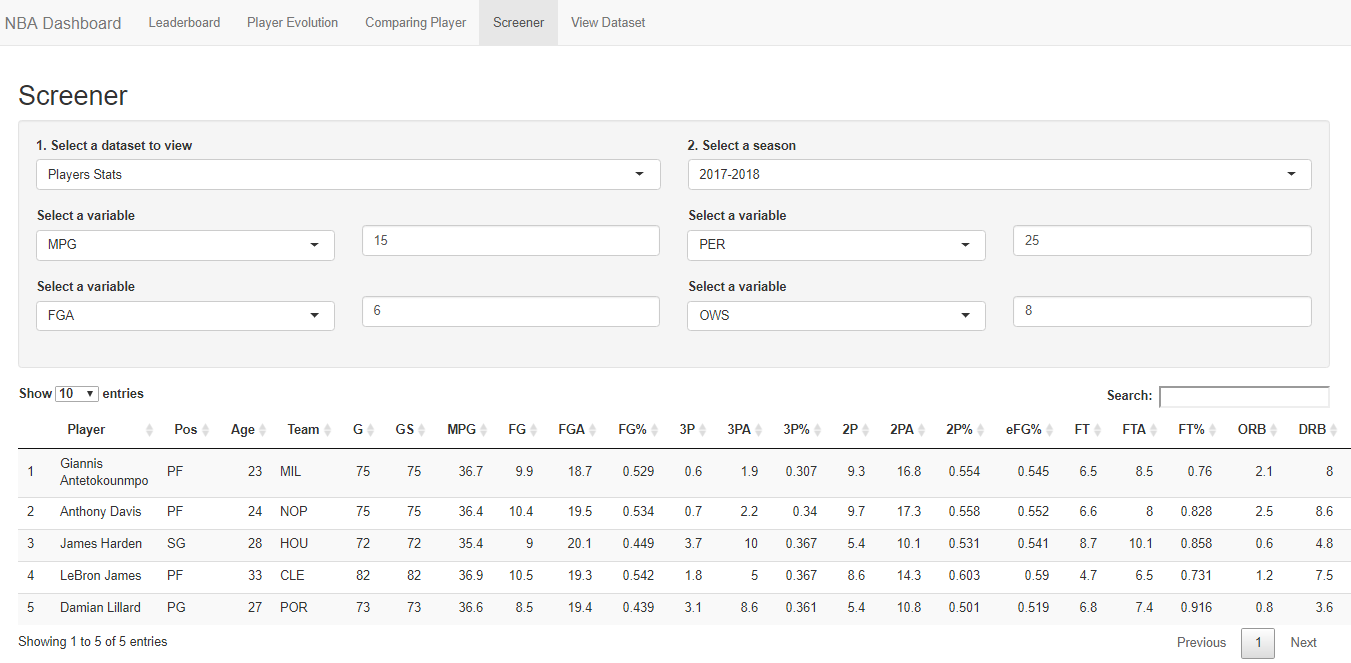 NBA Dashboard Leaderboard Player Evolution Comparing Player Screener View Dataset
Screener
1. Select a dataset to view 2. Select a season
Players Stats 2017-2018
Select a variable Select a variable
MPG 15 PER 25
Select a variable Select a variable
FGA 6 OWS 8
Show 10 entries Search:
Player Pos Age Team G GS MPG FG FGA FG% 3P 3PA 3P% 2P 2PA 2P% eFG% FT FTA FT% ORB DRB
1 Giannis Antetokounmpo PF 23 MIL 75 75 36.7 9.9 18.7 0.529 0.6 1.9 0.307 9.3 16.8 0.554 0.545 6.5 8.5 0.76 2.1 8
2 Anthony Davis PF 24 NOP 75 75 36.4 10.4 19.5 0.534 0.7 2.2 0.34 9.7 17.3 0.558 0.552 6.6 8 0.828 2.5 8.6
3 James Harden SG 28 HOU 72 72 35.4 9 20.1 0.449 3.7 10 0.367 5.4 10.1 0.531 0.541 8.7 10.1 0.858 0.6 4.8
4 LeBron James PF 33 CLE 82 82 36.9 10.5 19.3 0.542 1.8 5 0.367 8.6 14.3 0.603 0.59 4.7 6.5 0.731 1.2 7.5
5 Damian Lillard PG 27 POR 73 73 36.6 8.5 19.4 0.439 3.1 8.6 0.361 5.4 10.8 0.501 0.519 6.8 7.4 0.916 0.8 3.6
Showing 1 to 5 of 5 entries Previous 1 Next